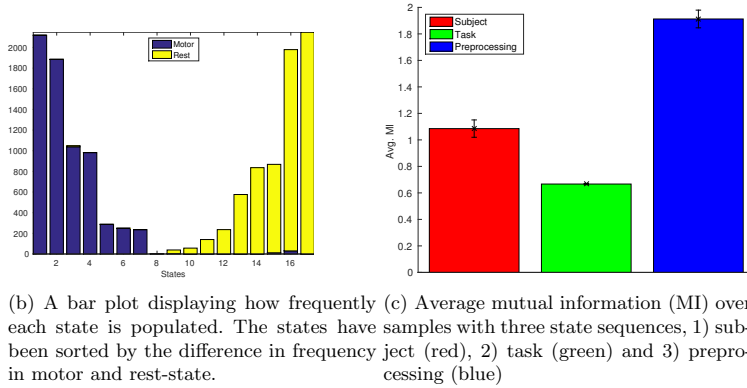 2000
1800
1600
1400
1200
1000
800
600
400
200
0
Motor
Rest
2 4 6 8 10 12 14 16
States
2
1.8
1.6
1.4
1.2
1
0.8
0.6
0.4
0.2
0
Avg. MI
Subject
Task
Preprocessing
(b) A bar plot displaying how frequently
each state is populated. The states have
been sorted by the difference in frequency
in motor and rest-state.
(c) Average mutual information (MI) over
samples with three state sequences, 1) sub-
ject (red), 2) task (green) and 3) prepro-
cessing (blue)